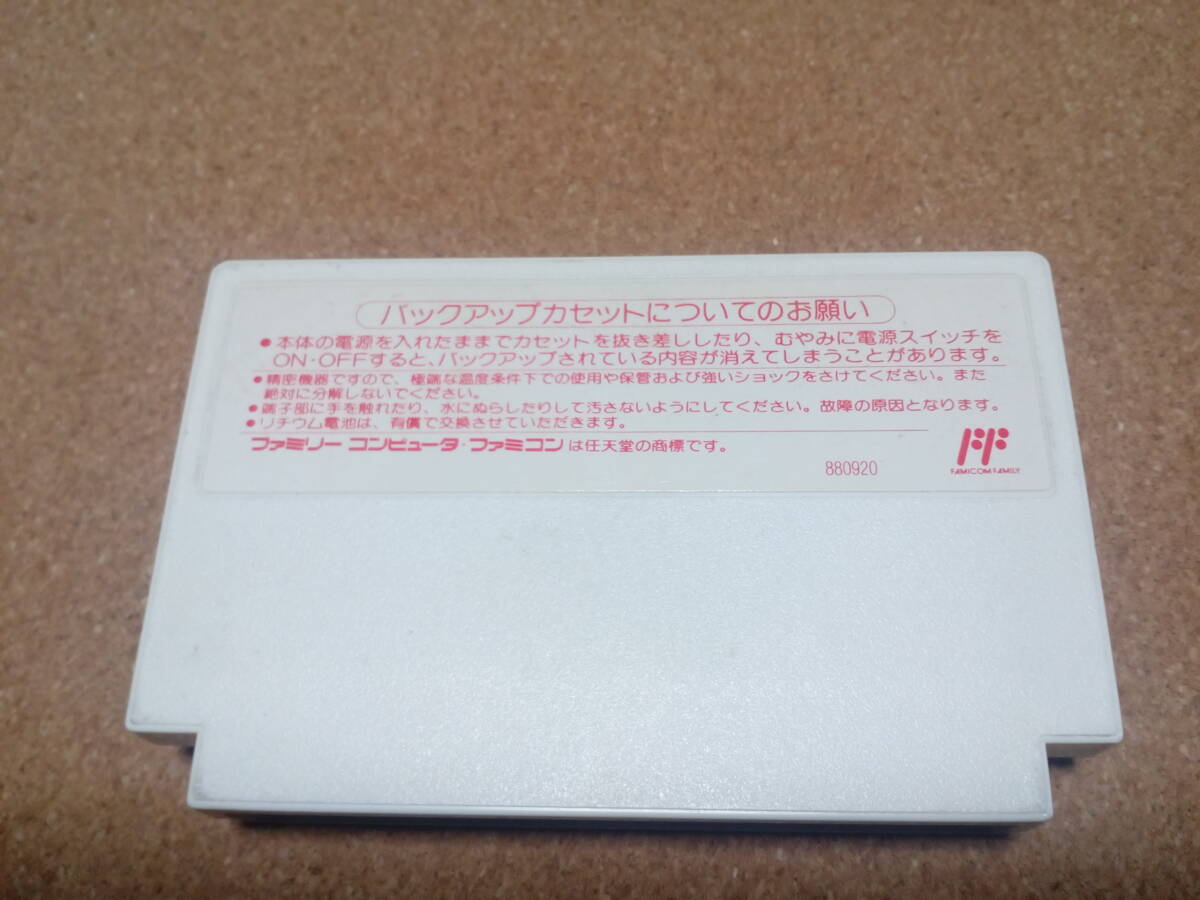 バックアップカセットについてのお願い
●本体の電源を入れたままでカセットを抜き差ししたり、むやみに電源スイッチを
ON・OFFすると、バックアップされている内容が消えてしまうことがあります。
●精密機器ですので、極端な温度条件下での使用や保管および強いショックをさけてください。また
絶対に分解しないでください。
●端子部に手を触れたり、水にぬらしたりして汚さないようにしてください。故障の原因となります。
●リチウム電池は、有償で交換させていただきます。
ファミリーコンピュータ・ファミコンは任天堂の商標です。
880920
FAMICOM FAMILY